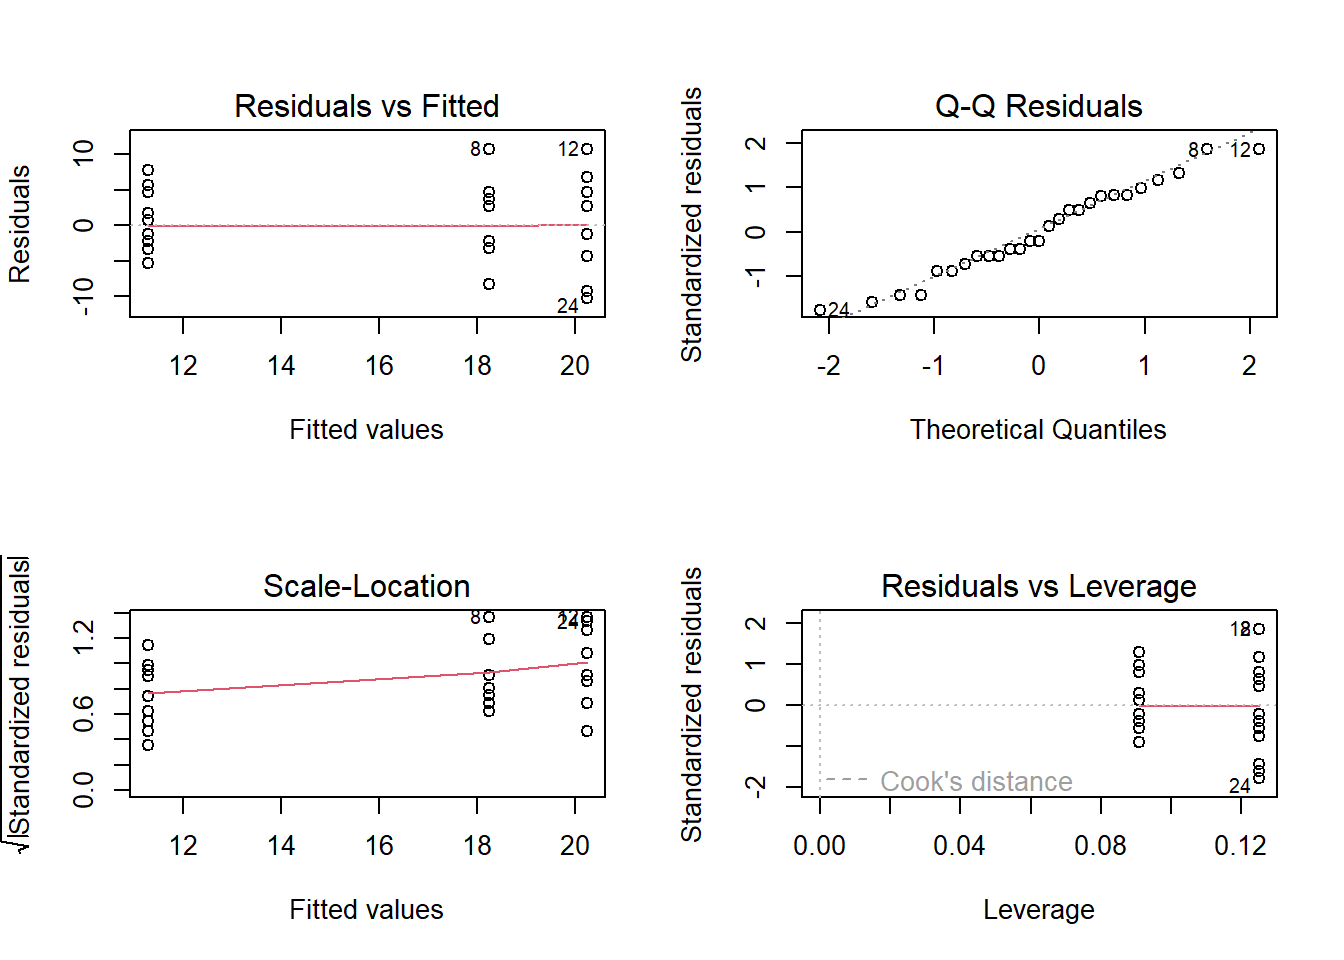 Residuals vs Fitted
Residuals
10
0
-10
8
12
24
12 14 16 18 20
Fitted values
Q-Q Residuals
Standardized residuals
2
1
0
-1
8
12
24
-2 -1 0 1 2
Theoretical Quantiles
Scale-Location
√|Standardized residuals|
1.2
0.6
0.0
8
12
24
12 14 16 18 20
Fitted values
Residuals vs Leverage
Standardized residuals
2
1
0
-2
12
24
Cook's distance
0.00 0.04 0.08 0.12
Leverage